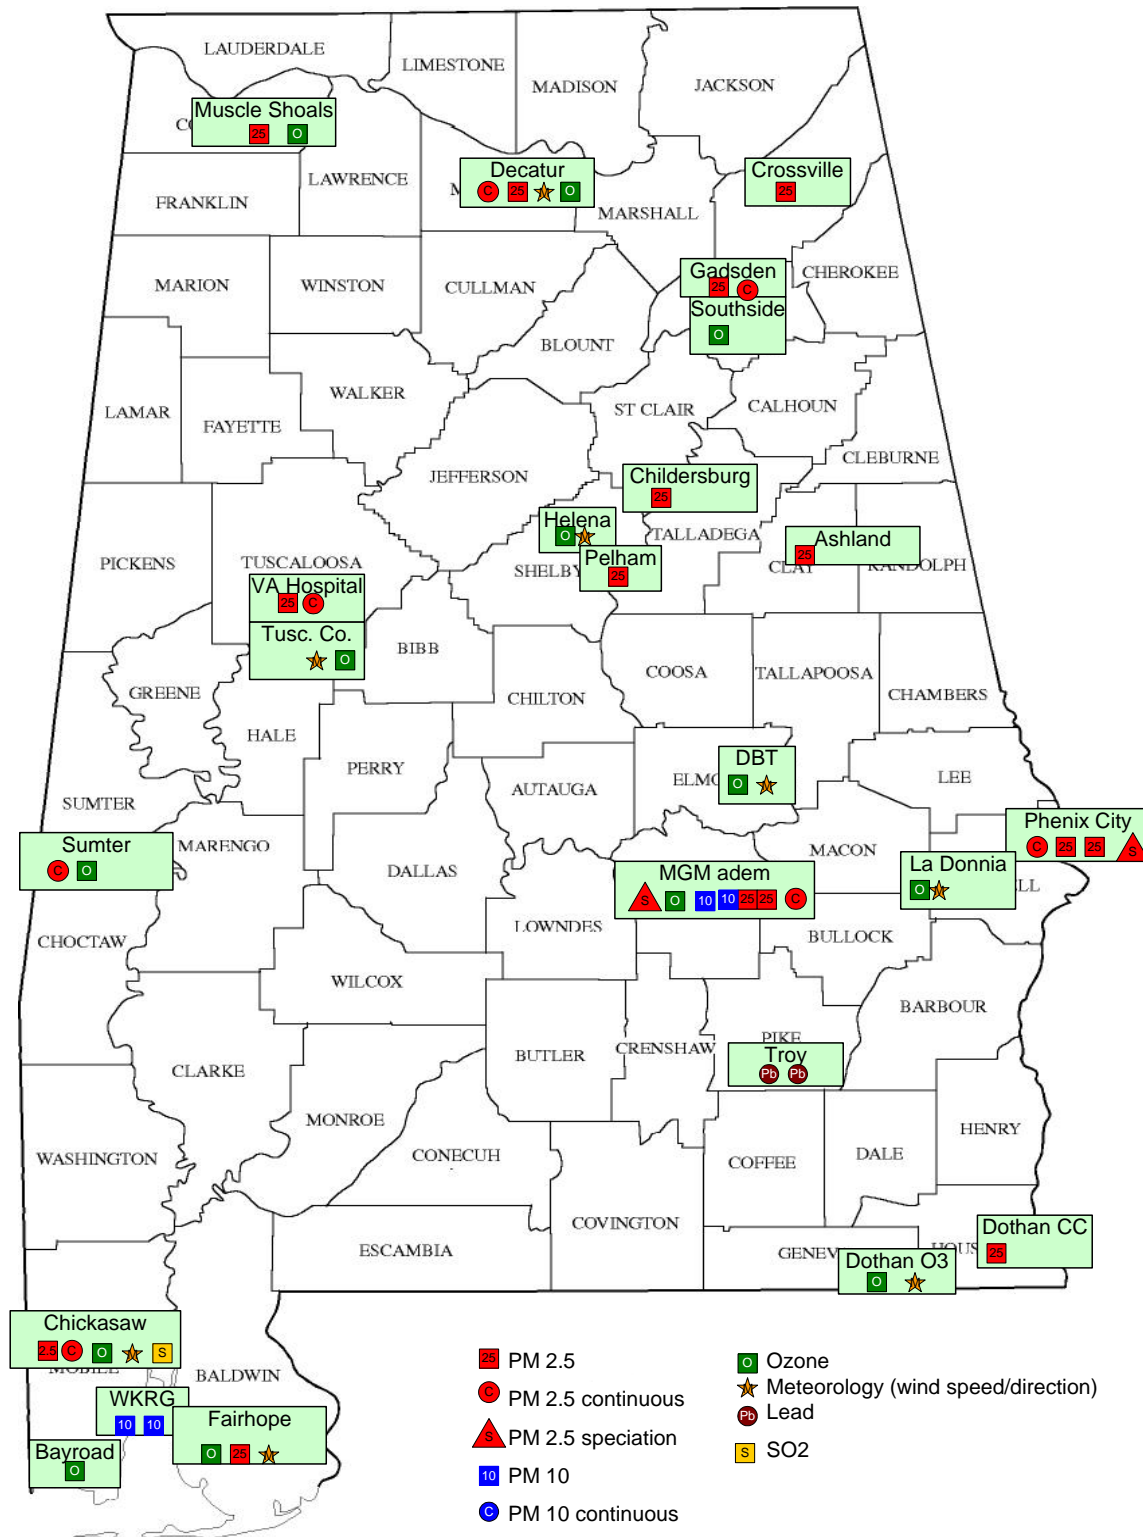 LAUDERDALE
LIMESTONE
MADISON
JACKSON
Muscle Shoals
25 O
Decatur
C 25 M O
Crossville
25
LAWRENCE
FRANKLIN
MARSHALL
Gadsden
25 C
CHEROKEE
MARION
WINSTON
CULLMAN
Southside
O
BLOUNT
WALKER
LAMAR
FAYETTE
ST CLAIR
CALHOUN
CLEBURNE
JEFFERSON
Childersburg
25
Helena
O M
TALLADEGA
Ashland
25
CLAY
RANDOLPH
PICKENS
TUSCALOOSA
SHELBY
Pelham
25
VA Hospital
25 C
Tusc. Co.
M O
BIBB
COOSA
TALLAPOOSA
CHAMBERS
GREENE
CHILTON
HALE
PERRY
DBT
O M
ELMO
LEE
AUTAUGA
SUMTER
Phenix City
C 25 25 S
Sumter
C O
MARENGO
DALLAS
MACON
La Donnia
O M
ELL
MGM adem
S O 10 10 25 25 C
CHOCTAW
LOWNDES
BULLOCK
WILCOX
BARBOUR
PIKE
Troy
Pb Pb
BUTLER
CRENSHAW
CLARKE
MONROE
HENRY
WASHINGTON
CONECUH
COFFEE
DALE
COVINGTON
Dothan CC
25
ESCAMBIA
GENEV
HOUS
Dothan O3
O M
Chickasaw
2.5 C O M S
MOBILE
BALDWIN
WKRG
10 10
Fairhope
O 25 M
Bayroad
O
25 PM 2.5
C PM 2.5 continuous
S PM 2.5 speciation
10 PM 10
C PM 10 continuous
O Ozone
M Meteorology (wind speed/direction)
Pb Lead
S SO2